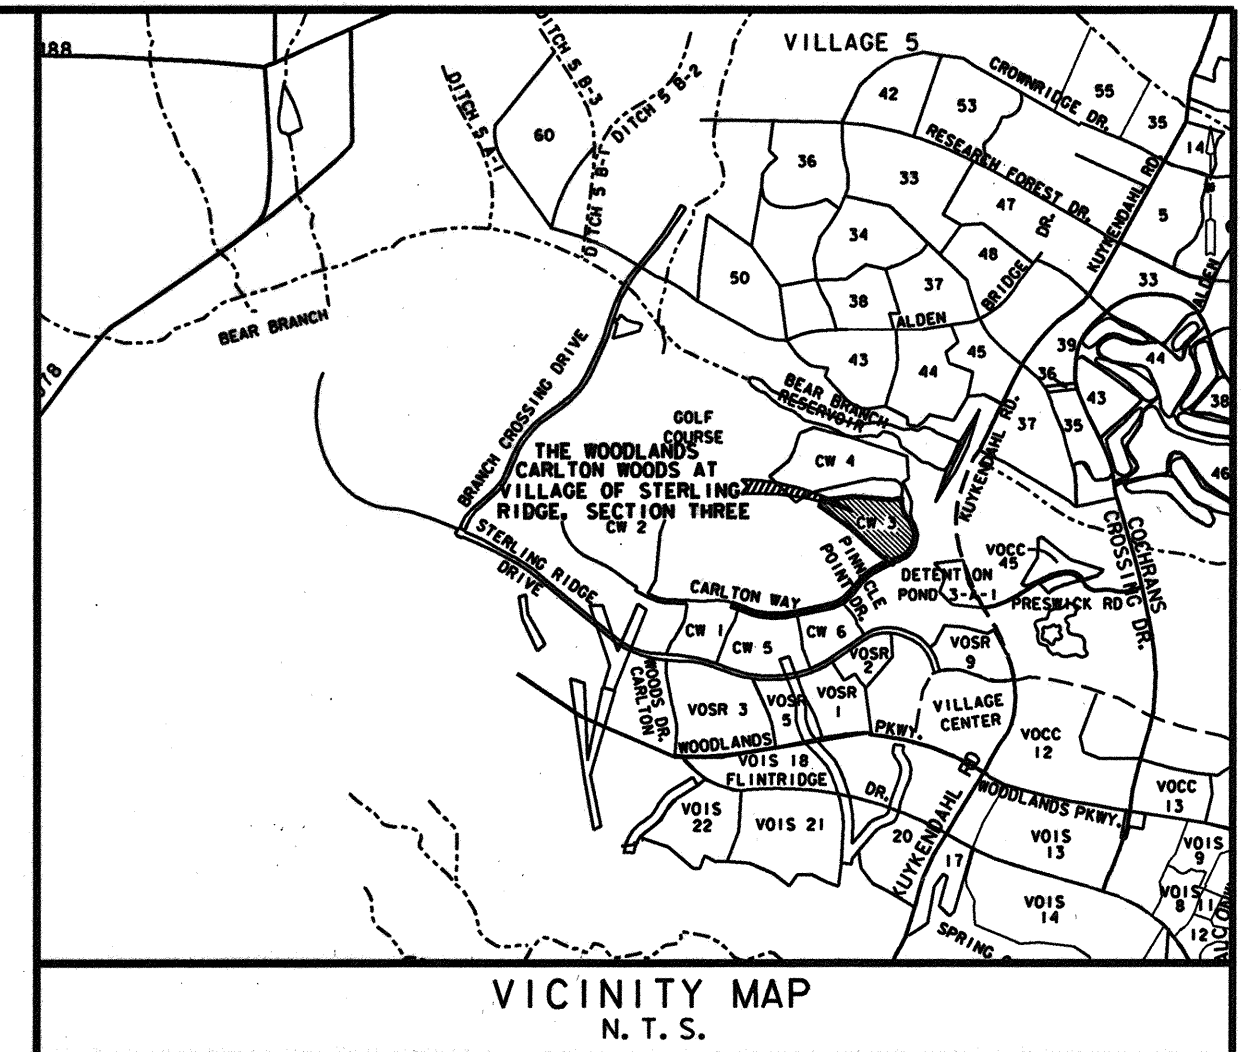 VILLAGE 5
188
DITCH 5 B-3
DITCH 5 B-2
DITCH 5 A-1
DITCH 5 B-1
60
42
53
CROWNRIDGE DR.
55
35
14
RESEARCH FOREST DR.
KUYKENDAHL RD.
36
33
47
DR.
5
34
48
BRIDGE
33
ALDEN
50
38
37
ALDEN
BEAR BRANCH
378
39
44
43
44
45
36
43
38
BRANCH CROSSING DRIVE
BEAR BRANCH
RESERVOIR
KUYKENDAHL RD.
37
35
46
GOLF
COURSE
THE WOODLANDS
CARLTON WOODS AT
VILLAGE OF STERLING
RIDGE, SECTION THREE
CW 4
CW 3
CW 2
STERLING RIDGE
DRIVE
PINNACLE
POINT DR.
VOCC
45
COCHRANS
CROSSING DR.
DETENTION
POND 3-A-1
PRESWICK RD
CARLTON WAY
CW 1
CW 5
CW 6
VOSR
2
VOSR
9
WOODS DR.
CARLTON
VOSR 3
VOSR
5
VOSR
1
VILLAGE
CENTER
VOCC
12
WOODLANDS
PKWY.
VOIS 18
FLINTRIDGE
DR.
KUYKENDAHL RD
WOODLANDS PKWY.
VOCC
13
VOIS
22
VOIS 21
20
17
VOIS
13
VOIS
9
VOIS
14
VOIS
8
11
12
SPRING
VICINITY MAP
N. T. S.